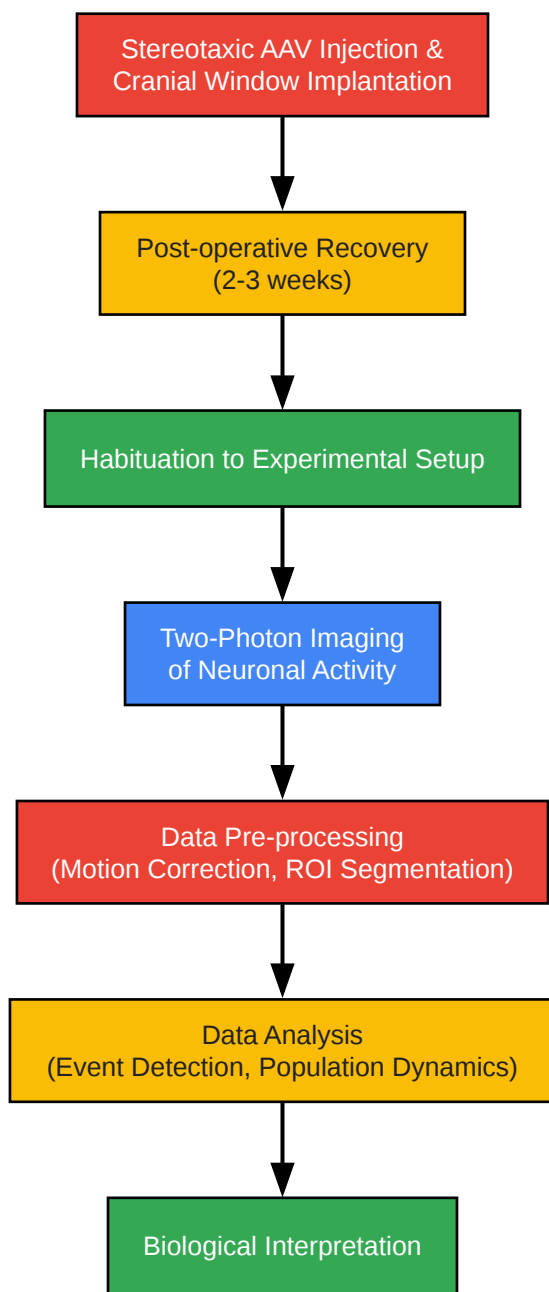 Stereotaxic AAV Injection &
Cranial Window Implantation
Post-operative Recovery
(2-3 weeks)
Habituation to Experimental Setup
Two-Photon Imaging
of Neuronal Activity
Data Pre-processing
(Motion Correction, ROI Segmentation)
Data Analysis
(Event Detection, Population Dynamics)
Biological Interpretation